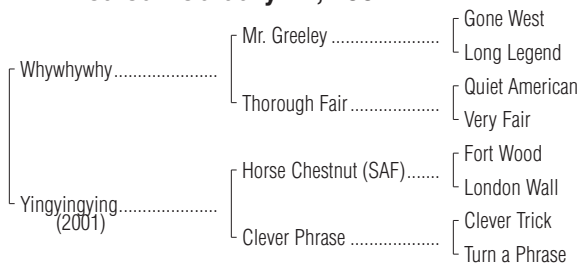 Gone West
Mr. Greeley ........................
Long Legend
Whywhywhy.......................
Quiet American
Thorough Fair ....................
Very Fair
Fort Wood
Horse Chestnut (SAF).......
London Wall
Yingyingying......................
(2001)
Clever Trick
Clever Phrase ....................
Turn a Phrase